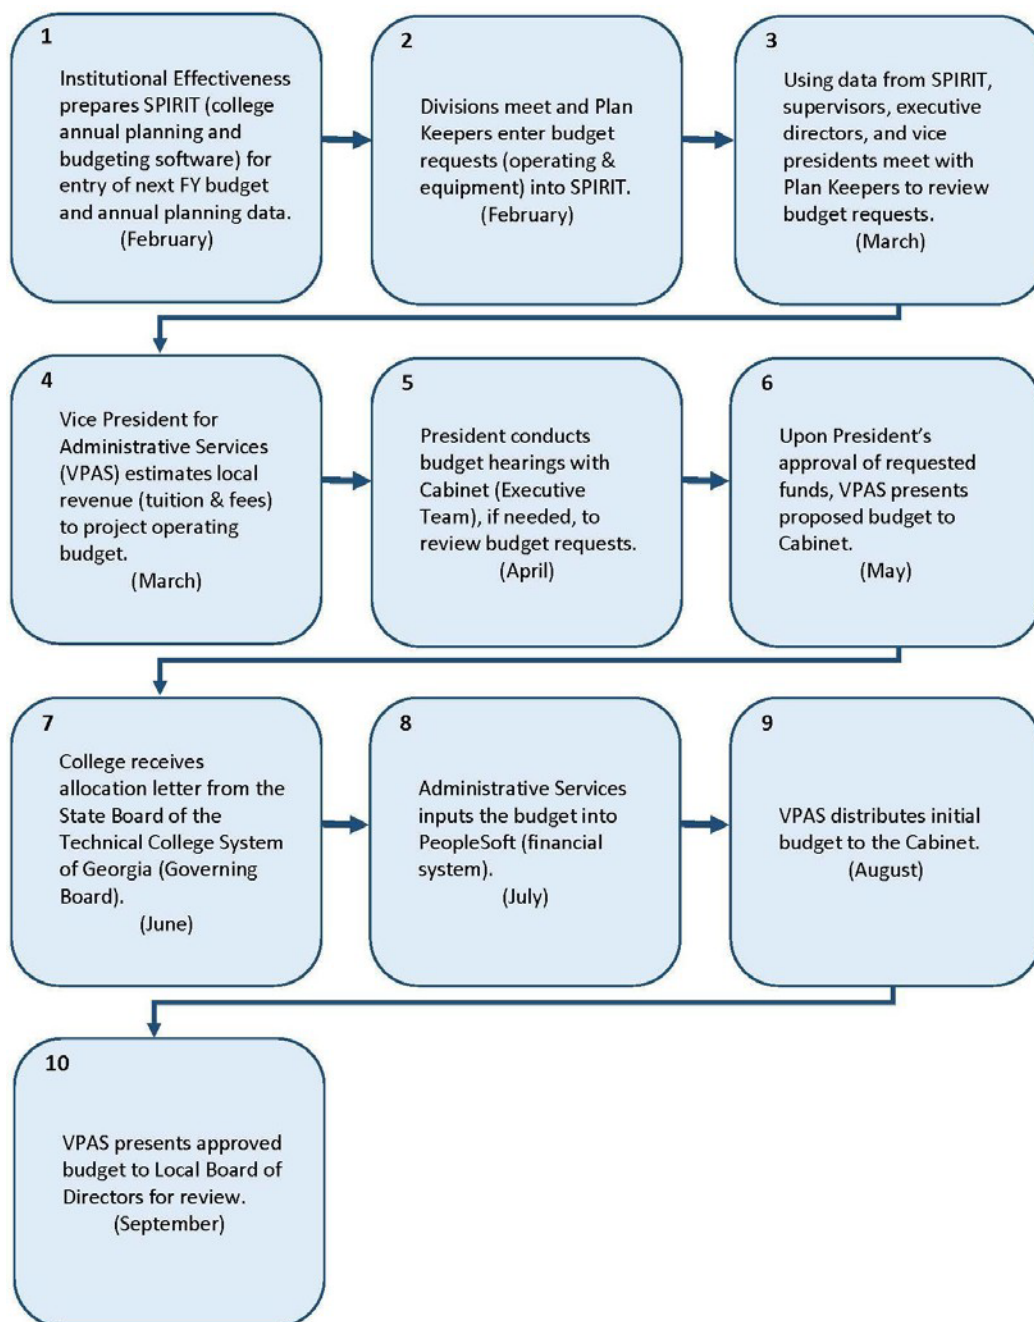 1
Institutional Effectiveness
prepares SPIRIT (college
annual planning and
budgeting software) for
entry of next FY budget
and annual planning data.
(February)
2
Divisions meet and Plan
Keepers enter budget
requests (operating &
equipment) into SPIRIT.
(February)
3
Using data from SPIRIT,
supervisors, executive
directors, and vice
presidents meet with
Plan Keepers to review
budget requests.
(March)
4
Vice President for
Administrative Services
(VPAS) estimates local
revenue (tuition & fees)
to project operating
budget.
(March)
5
President conducts
budget hearings with
Cabinet (Executive
Team), if needed, to
review budget requests.
(April)
6
Upon President’s
approval of requested
funds, VPAS presents
proposed budget to
Cabinet.
(May)
7
College receives
allocation letter from the
State Board of the
Technical College System
of Georgia (Governing
Board).
(June)
8
Administrative Services
inputs the budget into
PeopleSoft (financial
system).
(July)
9
VPAS distributes initial
budget to the Cabinet.
(August)
10
VPAS presents approved
budget to Local Board of
Directors for review.
(September)